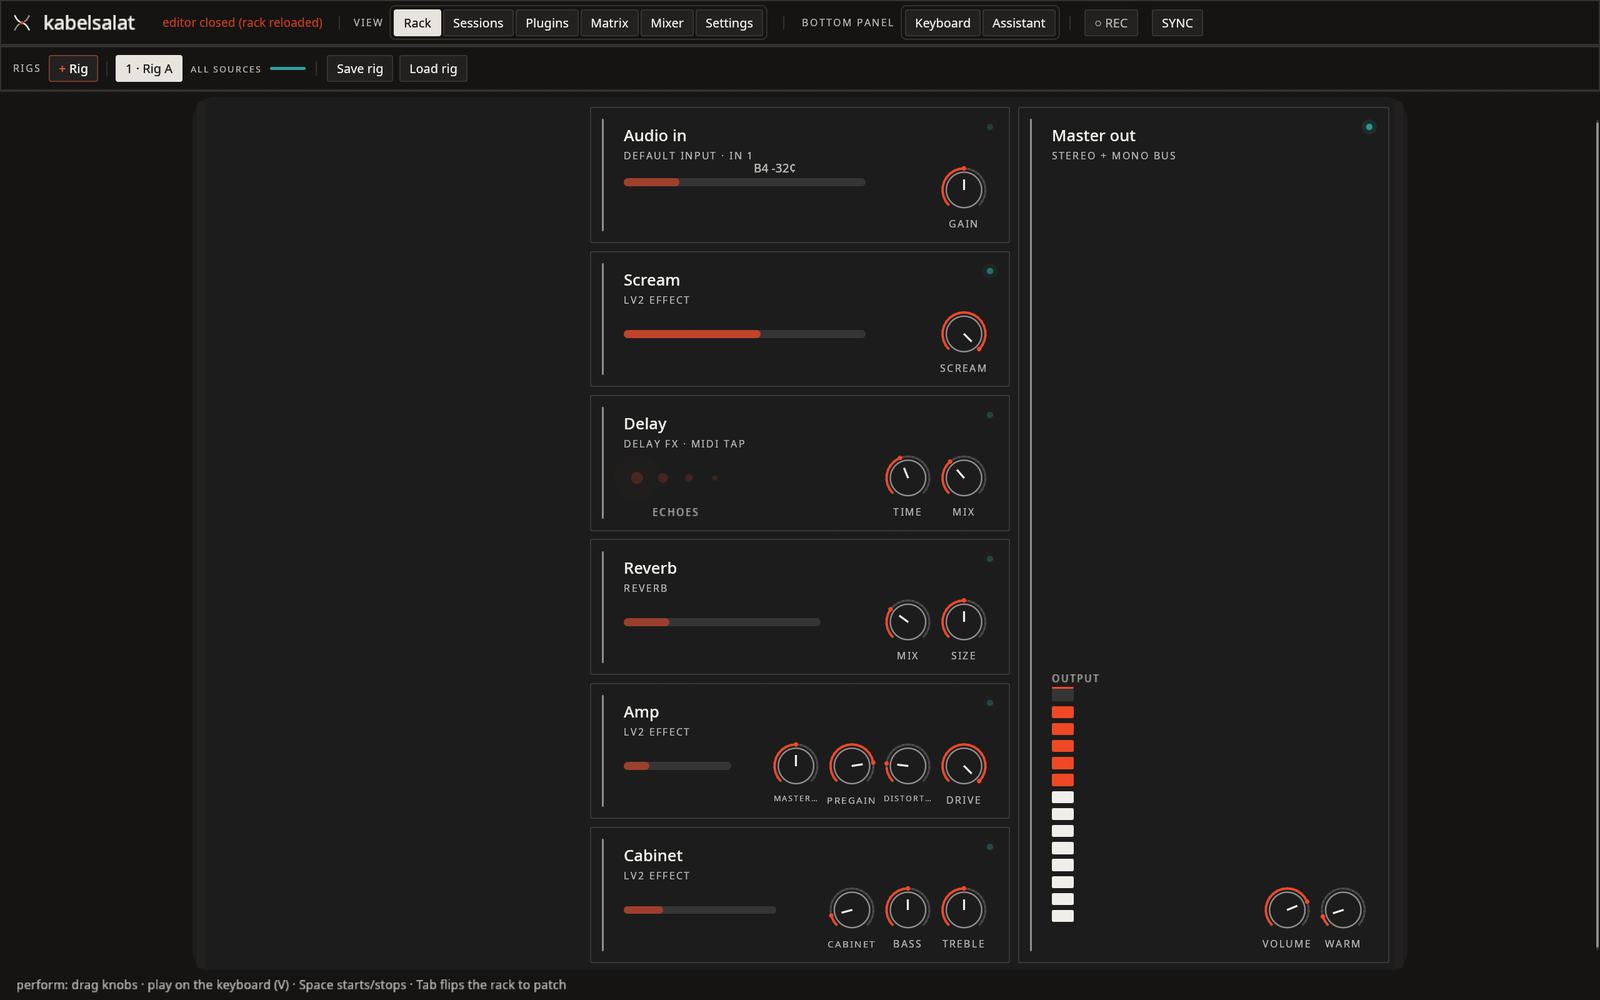 kabelsalat editor closed (rack reloaded) VIEW Rack Sessions Plugins Matrix Mixer Settings BOTTOM PANEL Keyboard Assistant ○ REC SYNC
RIGS + Rig 1 · Rig A ALL SOURCES Save rig Load rig
Audio in
DEFAULT INPUT · IN 1
B4 -32¢
GAIN
Scream
LV2 EFFECT
SCREAM
Delay
DELAY FX · MIDI TAP
ECHOES TIME MIX
Reverb
REVERB
MIX SIZE
Amp
LV2 EFFECT
MASTER... PREGAIN DISTORT... DRIVE
Cabinet
LV2 EFFECT
CABINET BASS TREBLE
Master out
STEREO + MONO BUS
OUTPUT
VOLUME WARM
perform: drag knobs · play on the keyboard (V) · Space starts/stops · Tab flips the rack to patch